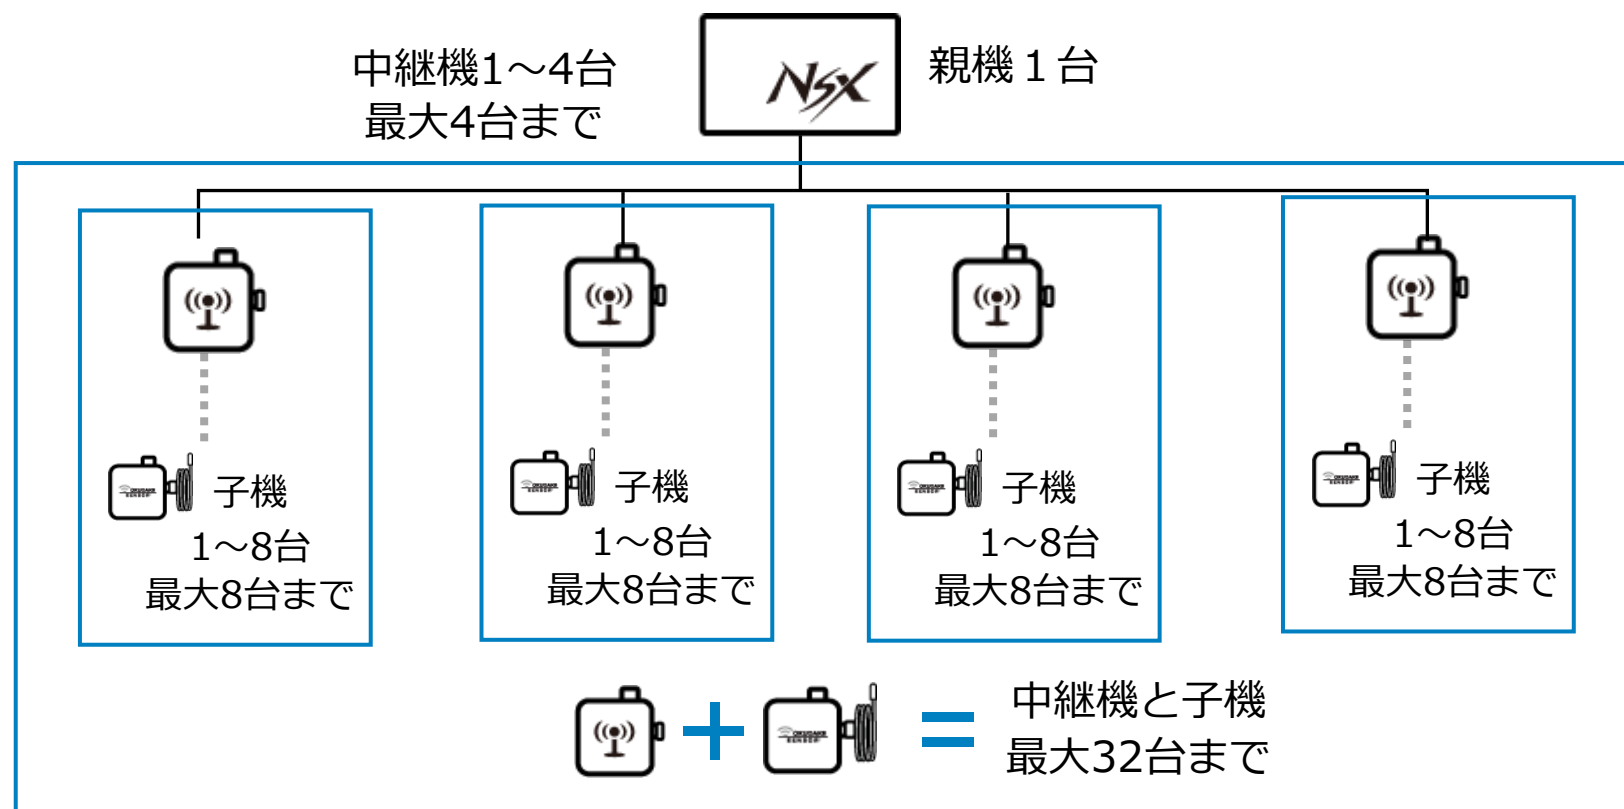 中継機1～4台
最大4台まで
NSX
親機１台
子機
1～8台
最大8台まで
子機
1～8台
最大8台まで
子機
1～8台
最大8台まで
子機
1～8台
最大8台まで
中継機と子機
最大32台まで